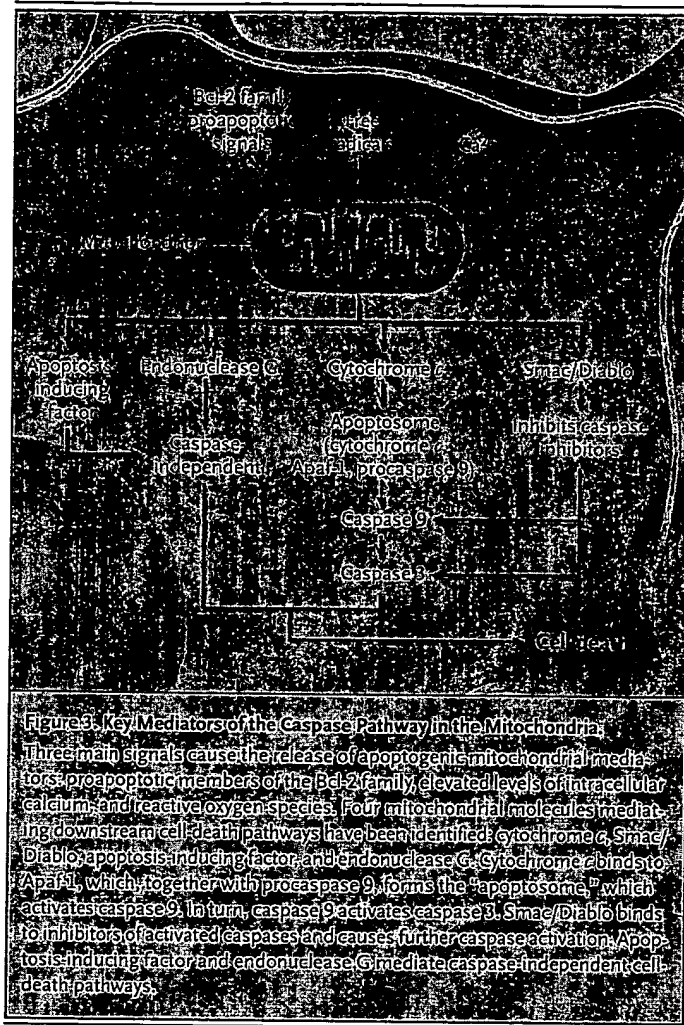 Bcl-2 family
proapoptotic
signals
Free
radicals
Ca
Mitochondrion
Apoptosis
inducing
factor
Endonuclease G
Cytochrome c
Smac/Diablo
Caspase
independent
Apoptosome
(cytochrome c,
Apaf-1, procaspase 9)
Inhibits caspase
inhibitors
Caspase 9
Caspase 3
Cell death
Figure 3. Key Mediators of the Caspase Pathway in the Mitochondria.
Three main signals cause the release of apoptogenic mitochondrial media-
tors: proapoptotic members of the Bcl-2 family, elevated levels of intracellular
calcium, and reactive oxygen species. Four mitochondrial molecules mediat-
ing downstream cell-death pathways have been identified: cytochrome c, Smac/
Diablo, apoptosis-inducing factor, and endonuclease G. Cytochrome c binds to
Apaf-1, which, together with procaspase 9, forms the "apoptosome," which
activates caspase 9. In turn, caspase 9 activates caspase 3. Smac/Diablo binds
to inhibitors of activated caspases and causes further caspase activation. Apop-
tosis-inducing factor and endonuclease G mediate caspase-independent cell-
death pathways.